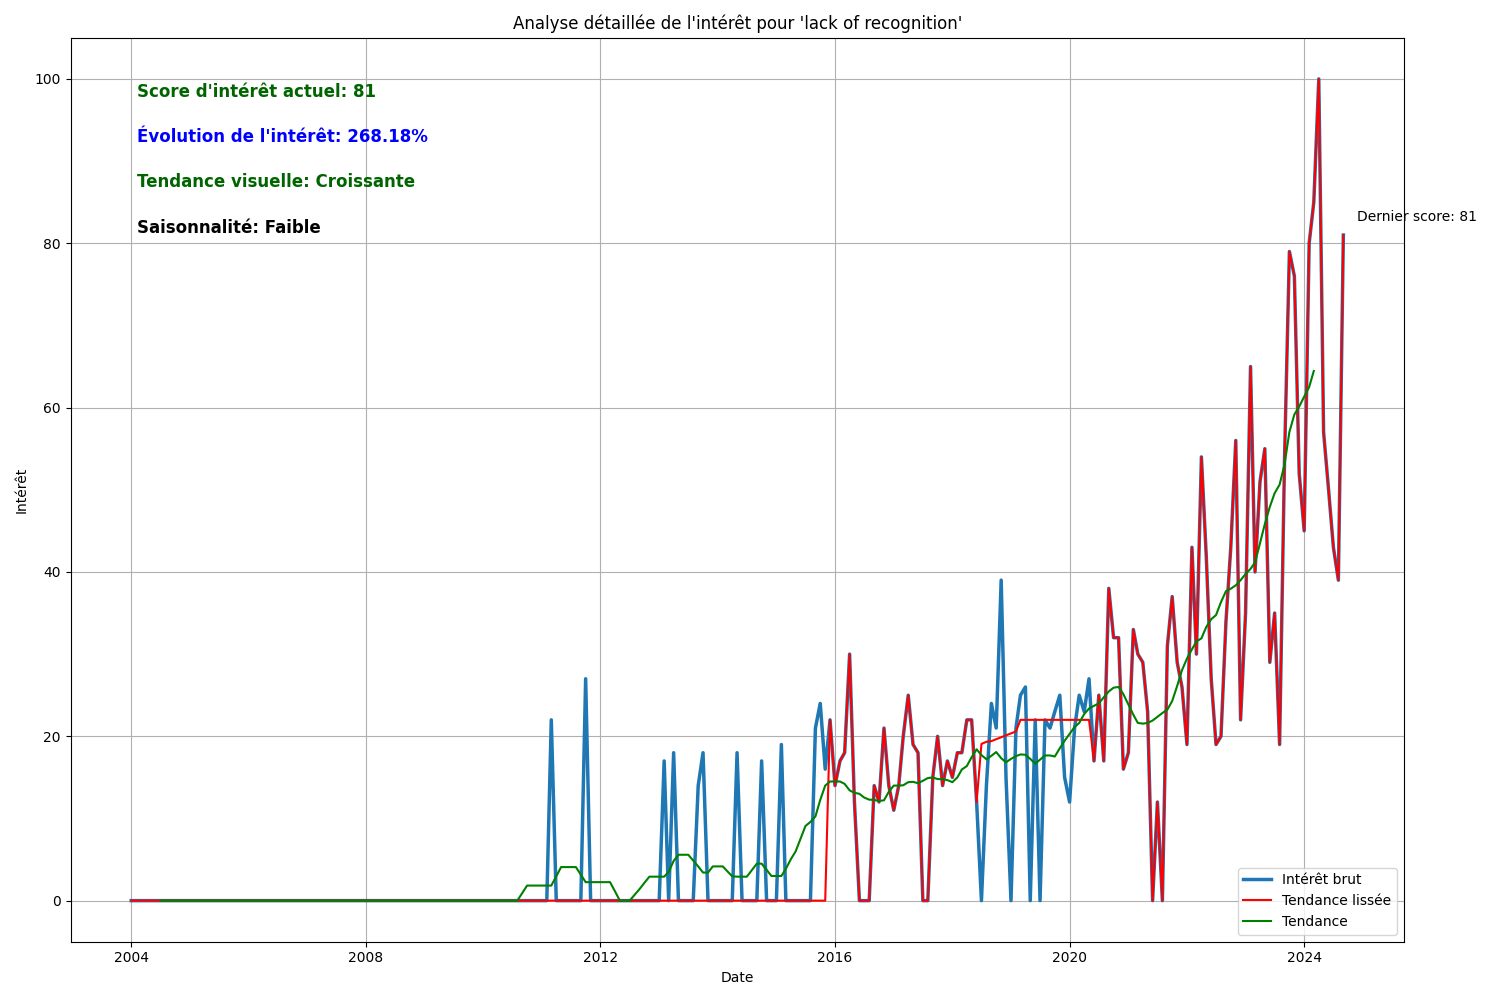 Analyse détaillée de l'intérêt pour 'lack of recognition'
100
80
60
40
20
0
Intérêt
Score d'intérêt actuel: 81
Évolution de l'intérêt: 268.18%
Tendance visuelle: Croissante
Saisonnalité: Faible
Dernier score: 81
Intérêt brut
Tendance lissée
Tendance
2004 2008 2012 2016 2020 2024
Date